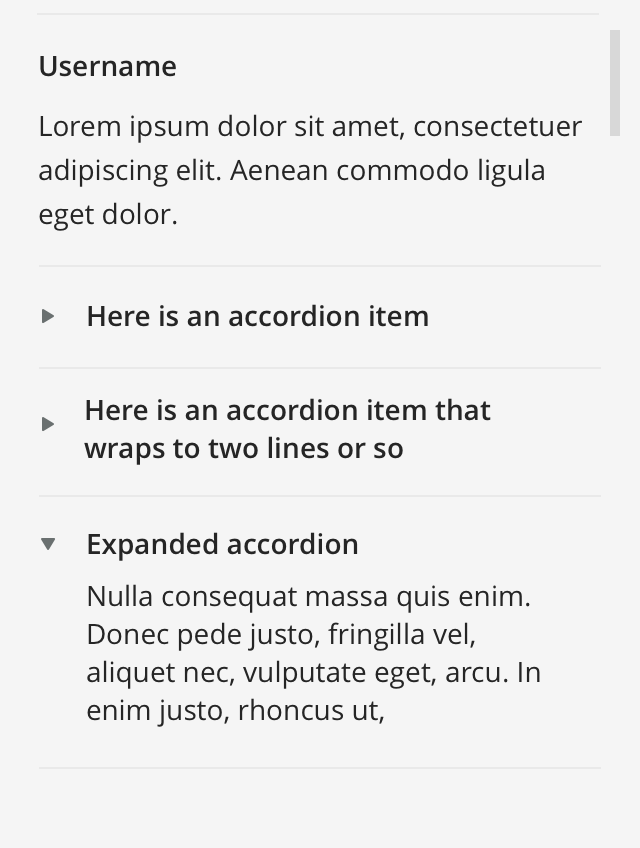 Username
Lorem ipsum dolor sit amet, consectetuer
adipiscing elit. Aenean commodo ligula
eget dolor.
Here is an accordion item
Here is an accordion item that
wraps to two lines or so
Expanded accordion
Nulla consequat massa quis enim.
Donec pede justo, fringilla vel,
aliquet nec, vulputate eget, arcu. In
enim justo, rhoncus ut,